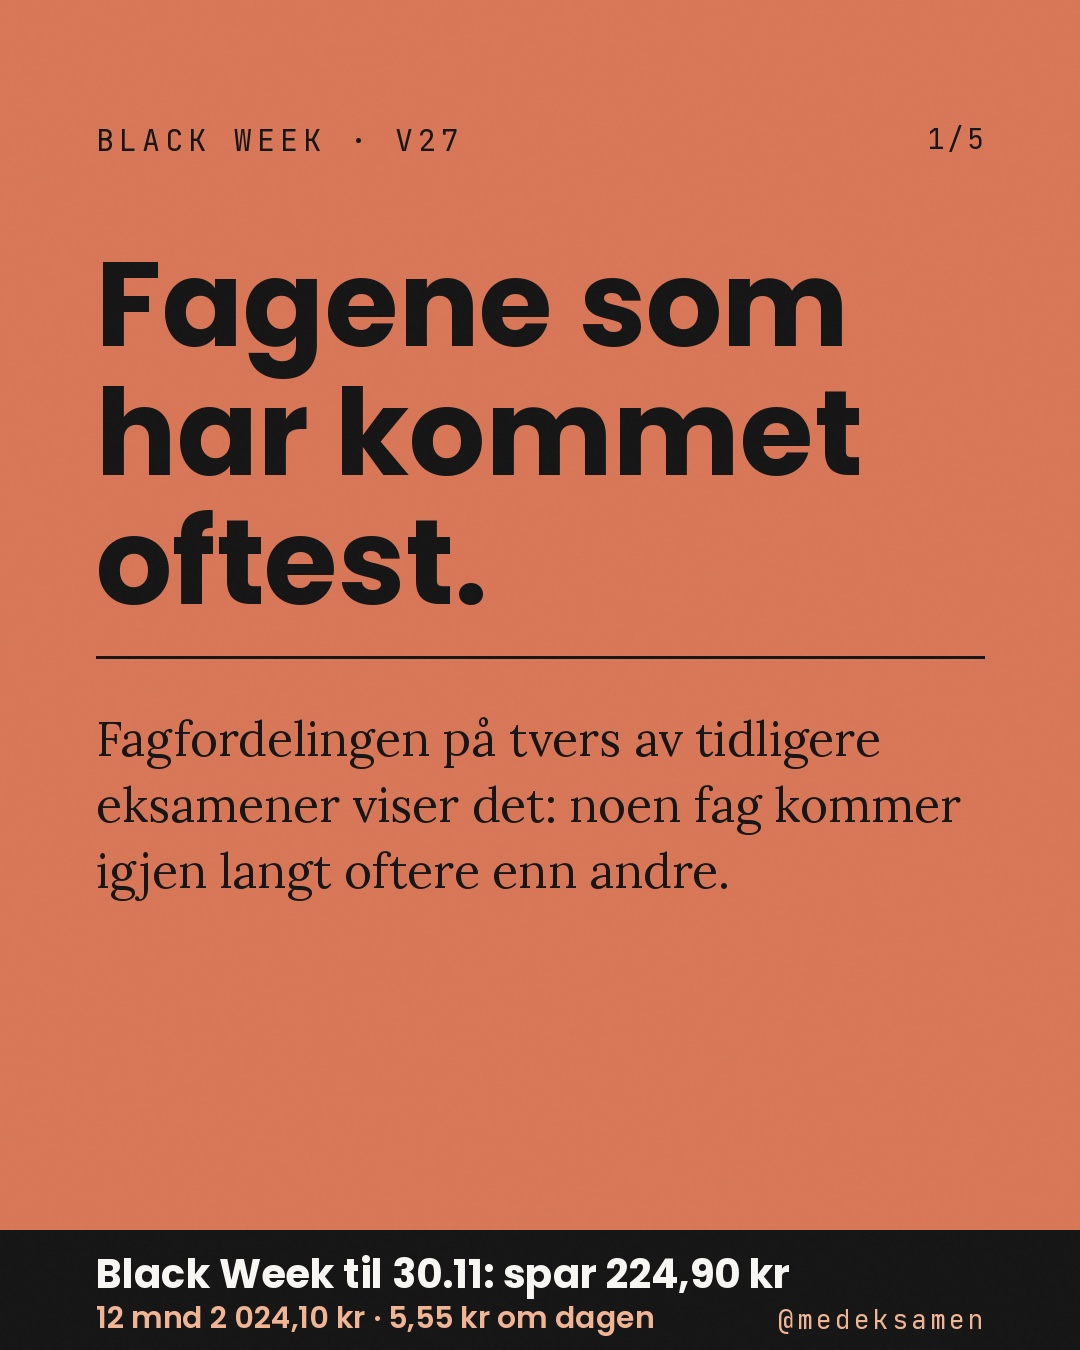 BLACK WEEK · V27
1/5
Fagene som
har kommet
oftest.
Fagfordelingen på tvers av tidligere
eksamener viser det: noen fag kommer
igjen langt oftere enn andre.
Black Week til 30.11: spar 224,90 kr
12 mnd 2 024,10 kr · 5,55 kr om dagen
@medeksamen